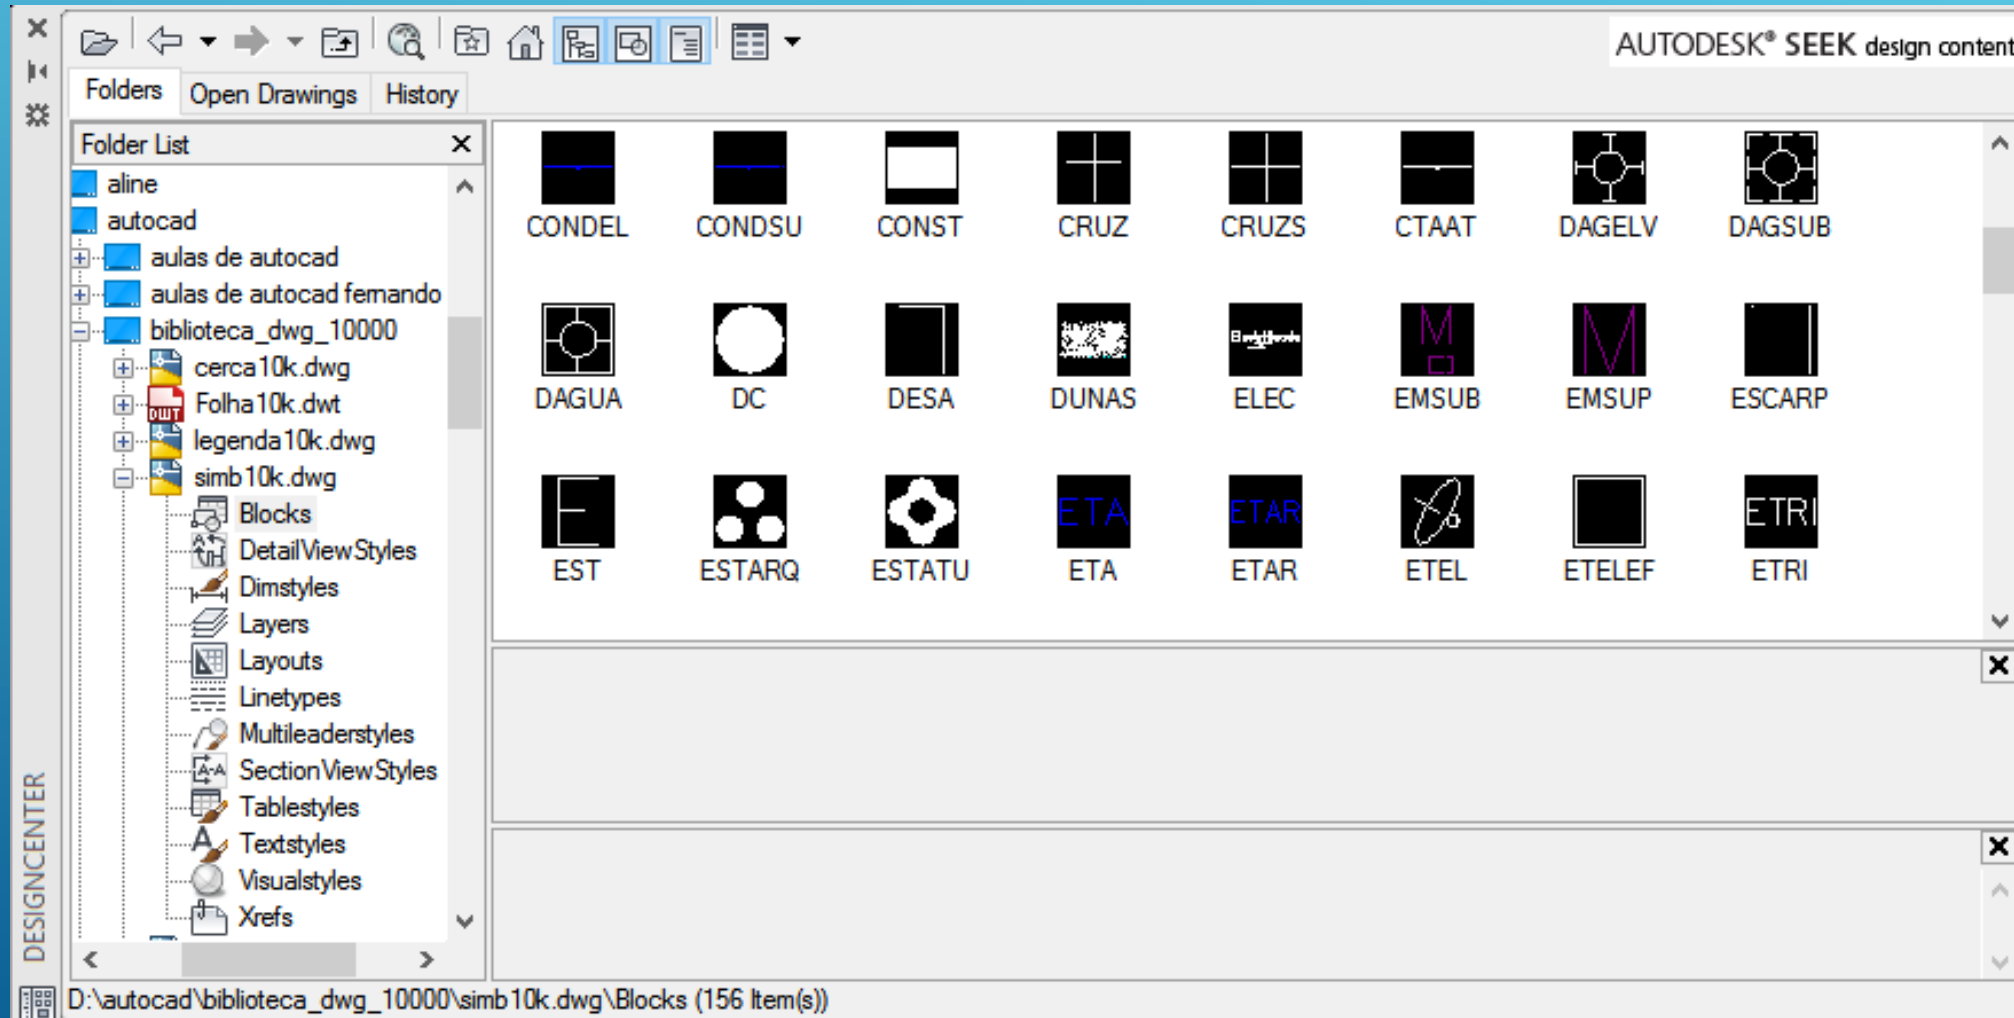 AUTODESK® SEEK design content
Folders Open Drawings History
Folder List
aline
autocad
aulas de autocad
aulas de autocad fernando
biblioteca_dwg_10000
cerca10k.dwg
DWT Folha10k.dwt
legenda10k.dwg
simb10k.dwg
Blocks
DetailViewStyles
Dimstyles
Layers
Layouts
Linetypes
Multileaderstyles
SectionViewStyles
Tablestyles
Textstyles
Visualstyles
Xrefs
CONDEL CONDSU CONST CRUZ CRUZS CTAAT DAGELV DAGSUB
M M
DAGUA DC DESA DUNAS ELEC EMSUB EMSUP ESCARP
E ETA ETAR ETRI
EST ESTARQ ESTATU ETA ETAR ETEL ETELEF ETRI
DESIGNCENTER
D:\autocad\biblioteca_dwg_10000\simb10k.dwg\Blocks (156 Item(s))